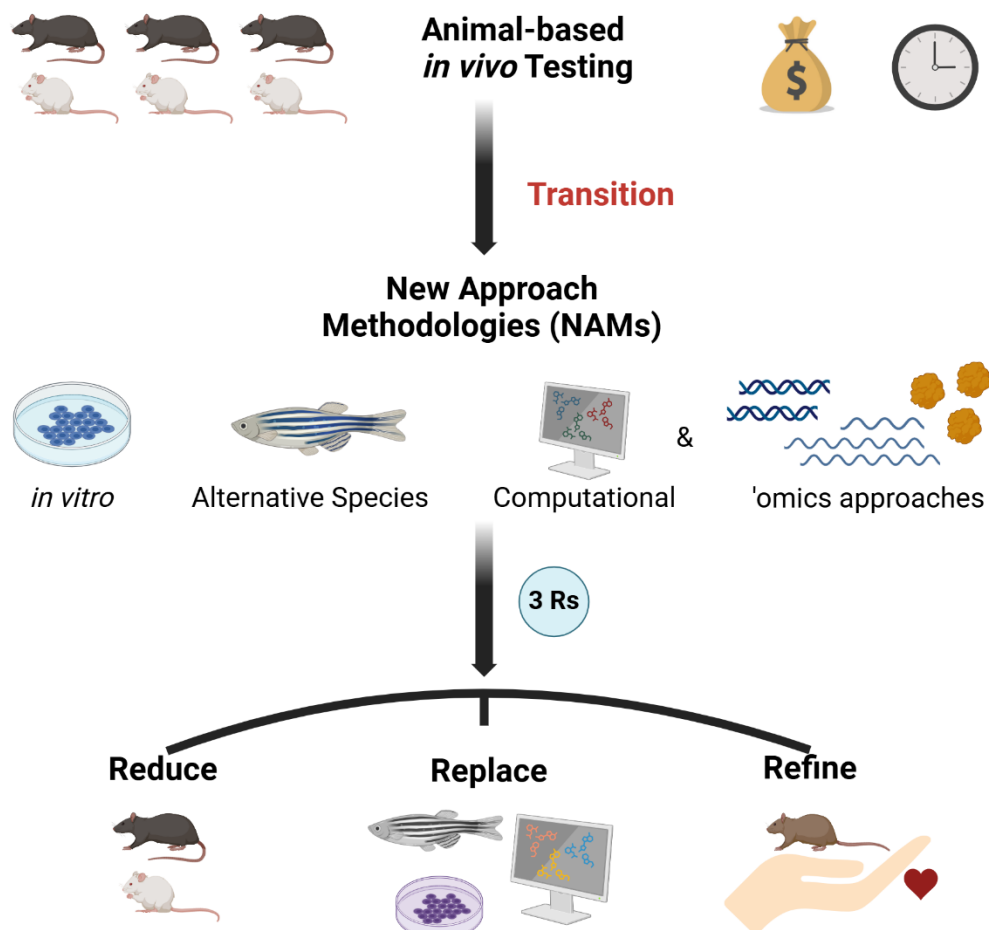 Animal-based
in vivo Testing
$
Transition
New Approach
Methodologies (NAMs)
&
in vitro
Alternative Species
Computational
'omics approaches
3 Rs
Reduce
Replace
Refine